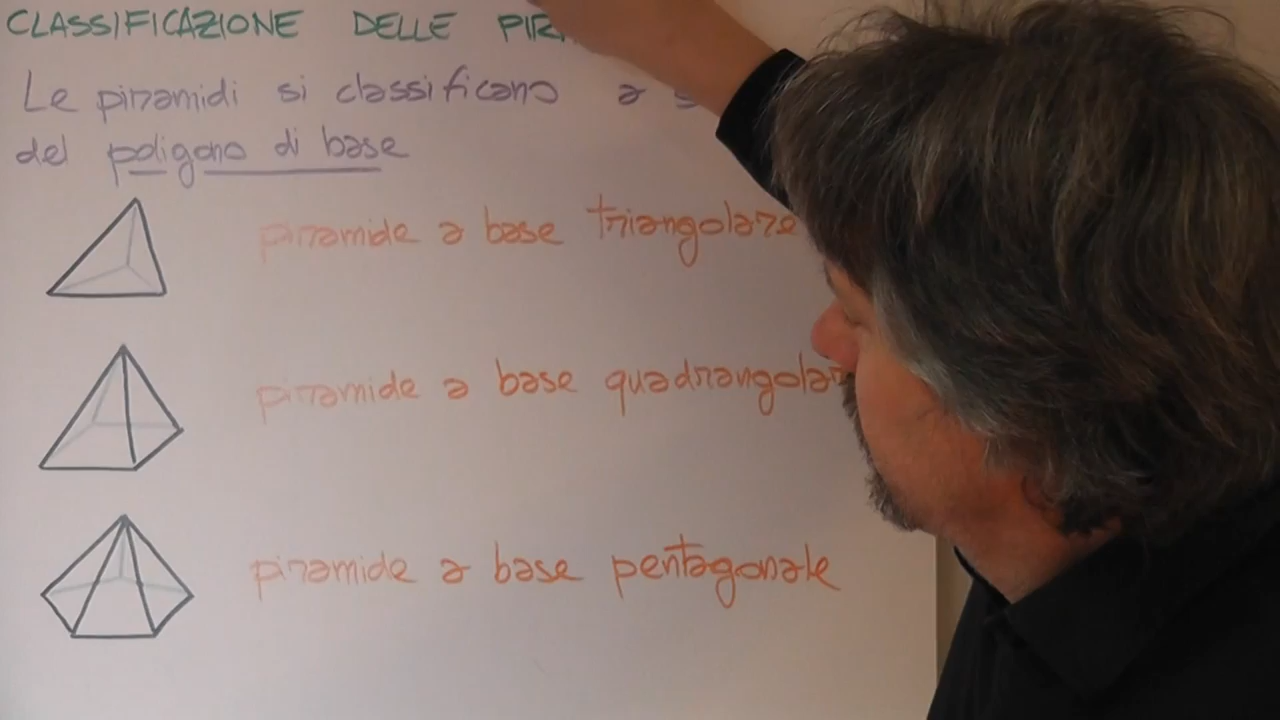 CLASSIFICAZIONE DELLE
Le piramidi si classificano a
del poligono di base
piramide a base triangolare
piramide a base
piramide a base pentagonale